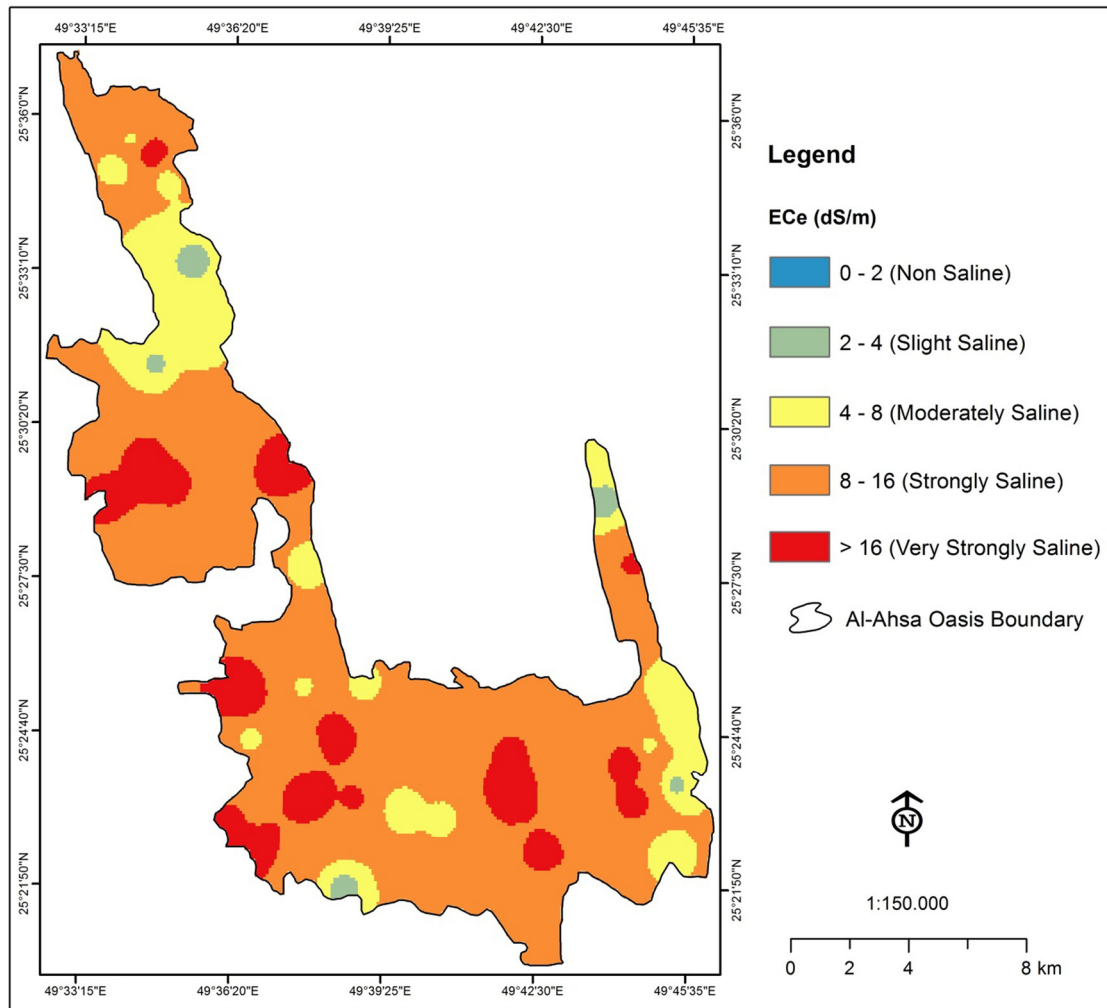 49°33'15"E 49°36'20"E 49°39'25"E 49°42'30"E 49°45'35"E
25°36'0"N 25°36'0"N
25°33'10"N 25°33'10"N
25°30'20"N 25°30'20"N
25°27'30"N 25°27'30"N
25°24'40"N 25°24'40"N
25°21'50"N 25°21'50"N
49°33'15"E 49°36'20"E 49°39'25"E 49°42'30"E 49°45'35"E
Legend
ECe (dS/m)
0 - 2 (Non Saline)
2 - 4 (Slight Saline)
4 - 8 (Moderately Saline)
8 - 16 (Strongly Saline)
> 16 (Very Strongly Saline)
Al-Ahsa Oasis Boundary
N
1:150.000
0 2 4 8 km